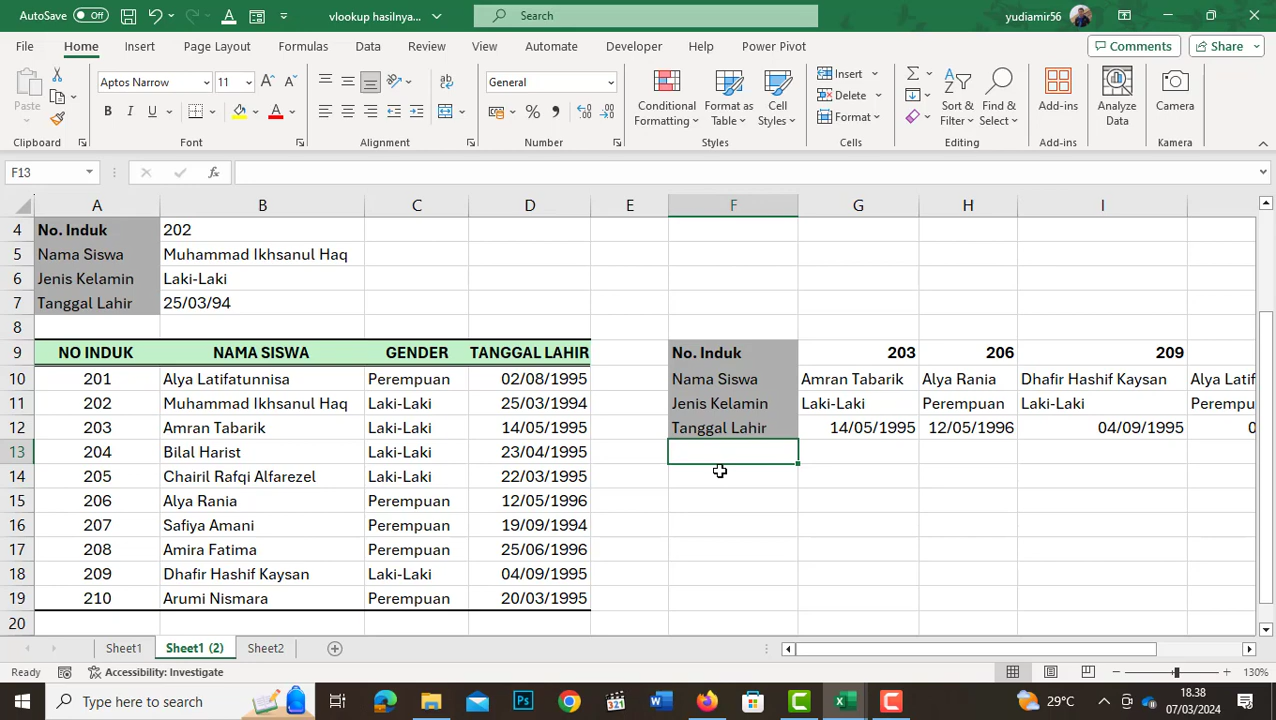 AutoSave Off vlookup hasilnya... Search yudiamir56
File Home Insert Page Layout Formulas Data Review View Automate Developer Help Power Pivot Comments Share
Paste Aptos Narrow 11 General Conditional Formatting Format as Table Cell Styles Insert Delete Format Sort & Filter Find & Select Add-ins Analyze Data Camera
Clipboard Font Alignment Number Styles Cells Editing Add-ins Kamera
F13 fx
A B C D E F G H I
4 No. Induk 202
5 Nama Siswa Muhammad Ikhsanul Haq
6 Jenis Kelamin Laki-Laki
7 Tanggal Lahir 25/03/94
8
9 NO INDUK NAMA SISWA GENDER TANGGAL LAHIR No. Induk 203 206 209
10 201 Alya Latifatunnisa Perempuan 02/08/1995 Nama Siswa Amran Tabarik Alya Rania Dhafir Hashif Kaysan Alya Latif
11 202 Muhammad Ikhsanul Haq Laki-Laki 25/03/1994 Jenis Kelamin Laki-Laki Perempuan Laki-Laki Perempu
12 203 Amran Tabarik Laki-Laki 14/05/1995 Tanggal Lahir 14/05/1995 12/05/1996 04/09/1995 0
13 204 Bilal Harist Laki-Laki 23/04/1995
14 205 Chairil Rafqi Alfarezel Laki-Laki 22/03/1995
15 206 Alya Rania Perempuan 12/05/1996
16 207 Safiya Amani Perempuan 19/09/1994
17 208 Amira Fatima Perempuan 25/06/1996
18 209 Dhafir Hashif Kaysan Laki-Laki 04/09/1995
19 210 Arumi Nismara Perempuan 20/03/1995
20
Sheet1 Sheet1 (2) Sheet2
Ready Accessibility: Investigate 130%
Type here to search 29°C 18.38
07/03/2024